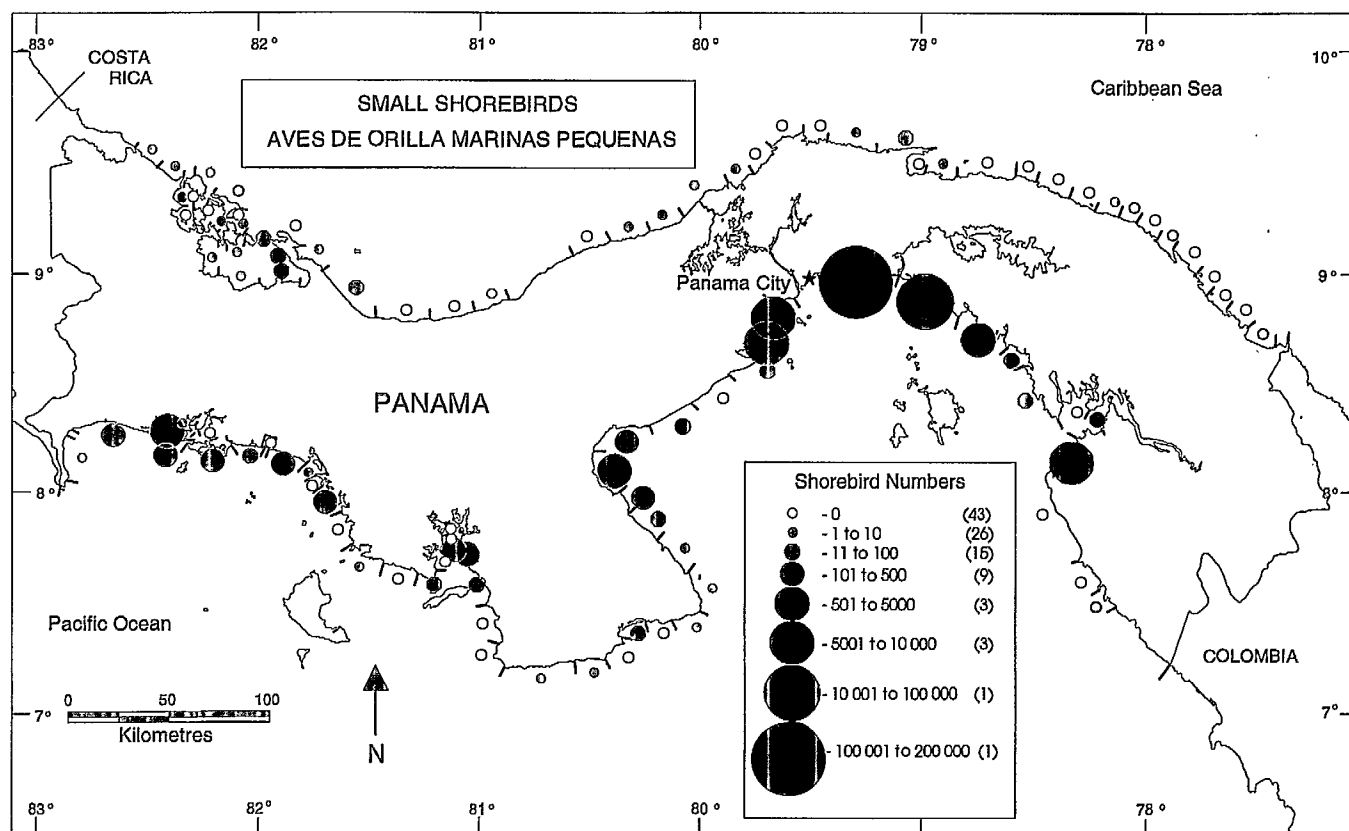 83° 82° 81° 80° 79° 78°
10° 10°
COSTA
RICA
SMALL SHOREBIRDS
AVES DE ORILLA MARINAS PEQUENAS
Caribbean Sea
9° 9°
Panama City
PANAMA
8° 8°
Shorebird Numbers
- 0 (43)
- 1 to 10 (26)
- 11 to 100 (15)
- 101 to 500 (9)
- 501 to 5000 (3)
- 5001 to 10 000 (3)
- 10 001 to 100 000 (1)
- 100 001 to 200 000 (1)
Pacific Ocean
COLOMBIA
0 50 100
Kilometres
N
7° 7°
83° 82° 81° 80° 78°